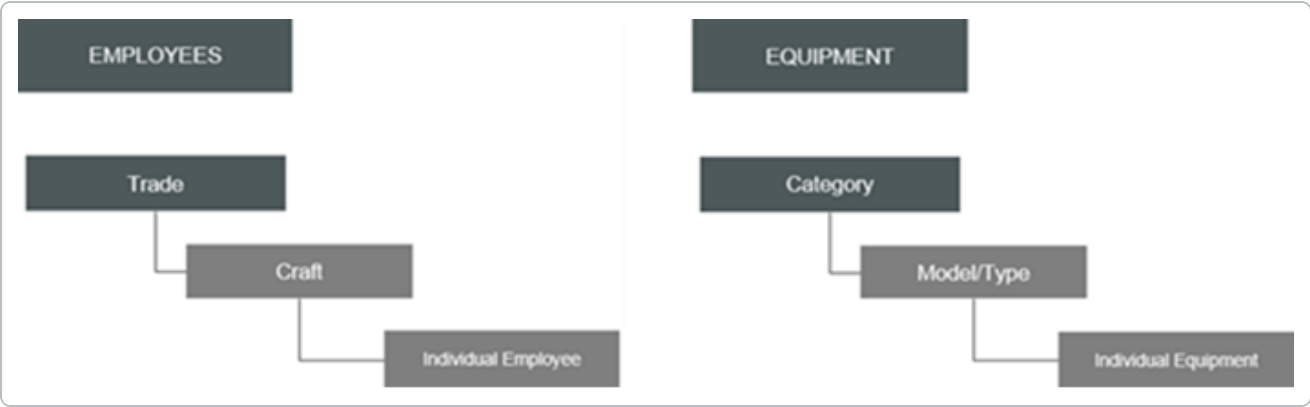 EMPLOYEES
Trade
Craft
Individual Employee
EQUIPMENT
Category
Model/Type
Individual Equipment